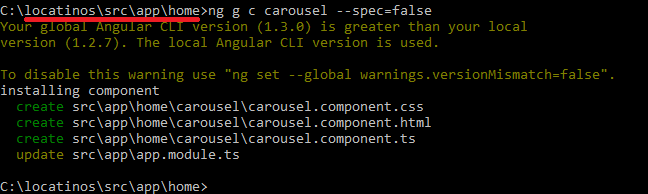 C:\locatinos\src\app\home>ng g c carousel --spec=false
Your global Angular CLI version (1.3.0) is greater than your local
version (1.2.7). The local Angular CLI version is used.
To disable this warning use "ng set --global warnings.versionMismatch=false".
installing component
create src\app\home\carousel\carousel.component.css
create src\app\home\carousel\carousel.component.html
create src\app\home\carousel\carousel.component.ts
update src\app\app.module.ts
C:\locatinos\src\app\home>